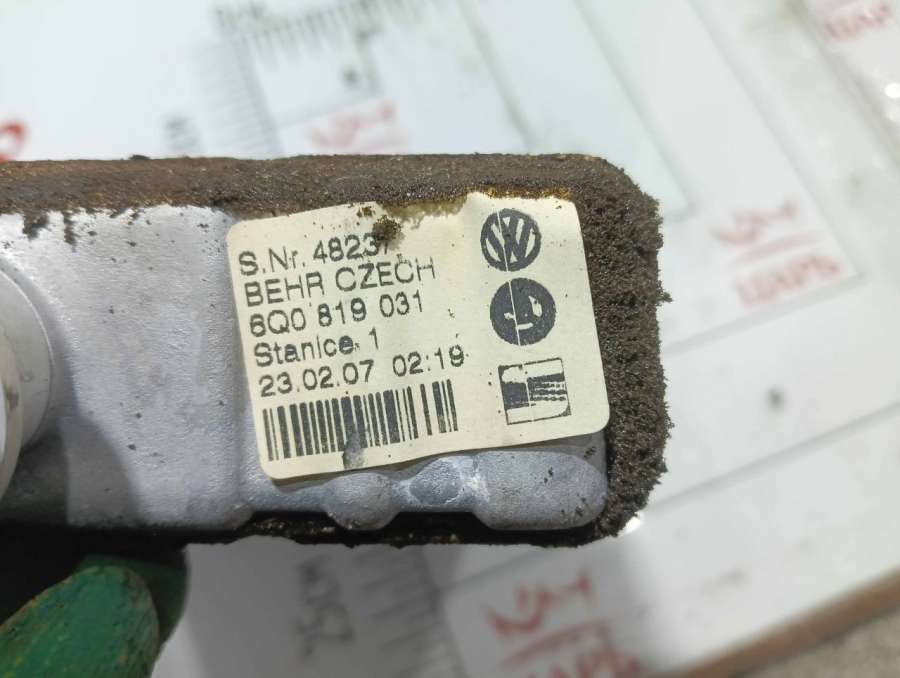 S.Nr. 48237
BEHR CZECH
6Q0 819 031
Stanice 1
23.02.07 02:19